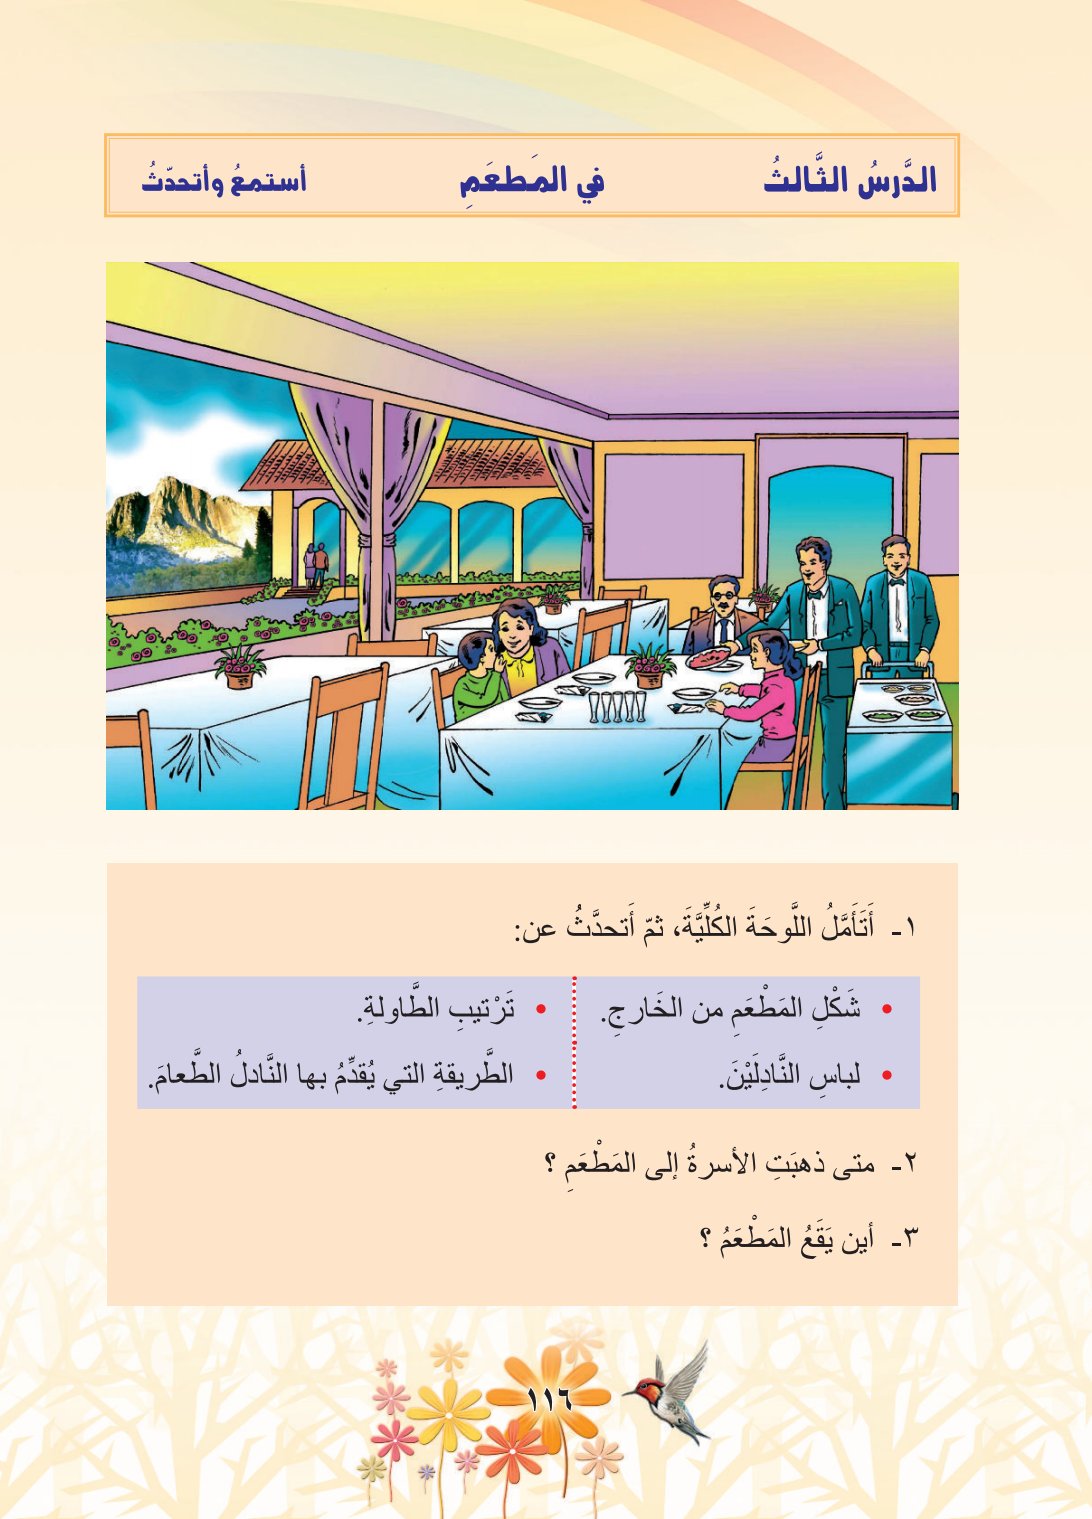 الدَّرسُ الثَّالثُ في المَطعَمِ أستمعُ وأتحدّثُ
١- أَتَأَمَّلُ اللَّوحَةَ الكُلِّيَّةَ، ثمّ أَتحدَّثُ عن:
• شَكْلِ المَطْعَمِ من الخَارجِ. • تَرْتيبِ الطَّاولةِ.
• لباسِ النَّادِلَيْنَ. • الطَّريقةِ التي يُقدِّمُ بها النَّادلُ الطَّعامَ.
٢- متى ذهبَتِ الأسرةُ إلى المَطْعَمِ ؟
٣- أين يَقَعُ المَطْعَمُ ؟
١١٦